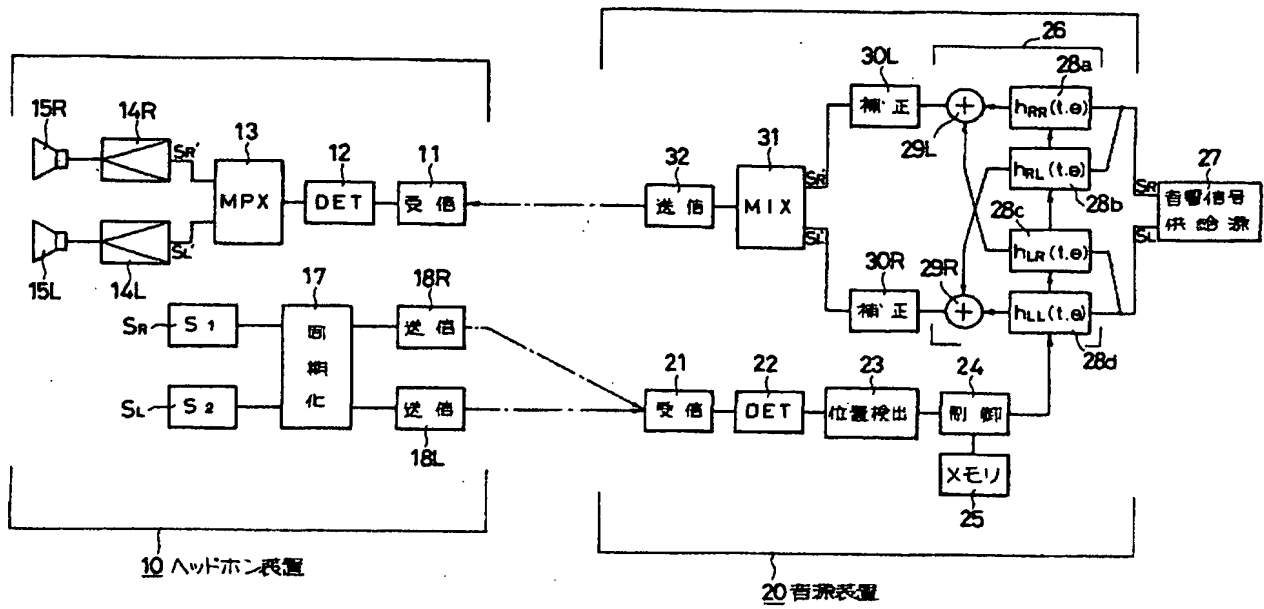 26
30L
28a
15R
14R
13
補正
+
hRR(t.θ)
SR'
12
11
31
29L
27
MPX
DET
受信
32
SR'
hRL(t.θ)
SR
音響信号
供給源
送信
MIX
28c
28b
SL
SL'
SL'
hLR(t.θ)
15L
14L
30R
29R
17
18R
補正
+
hLL(t.θ)
SR
S1
同期化
送信
28d
21
22
23
24
SL
S2
送信
受信
DET
位置検出
制御
18L
メモリ
25
10 ヘッドホン装置
20 音源装置